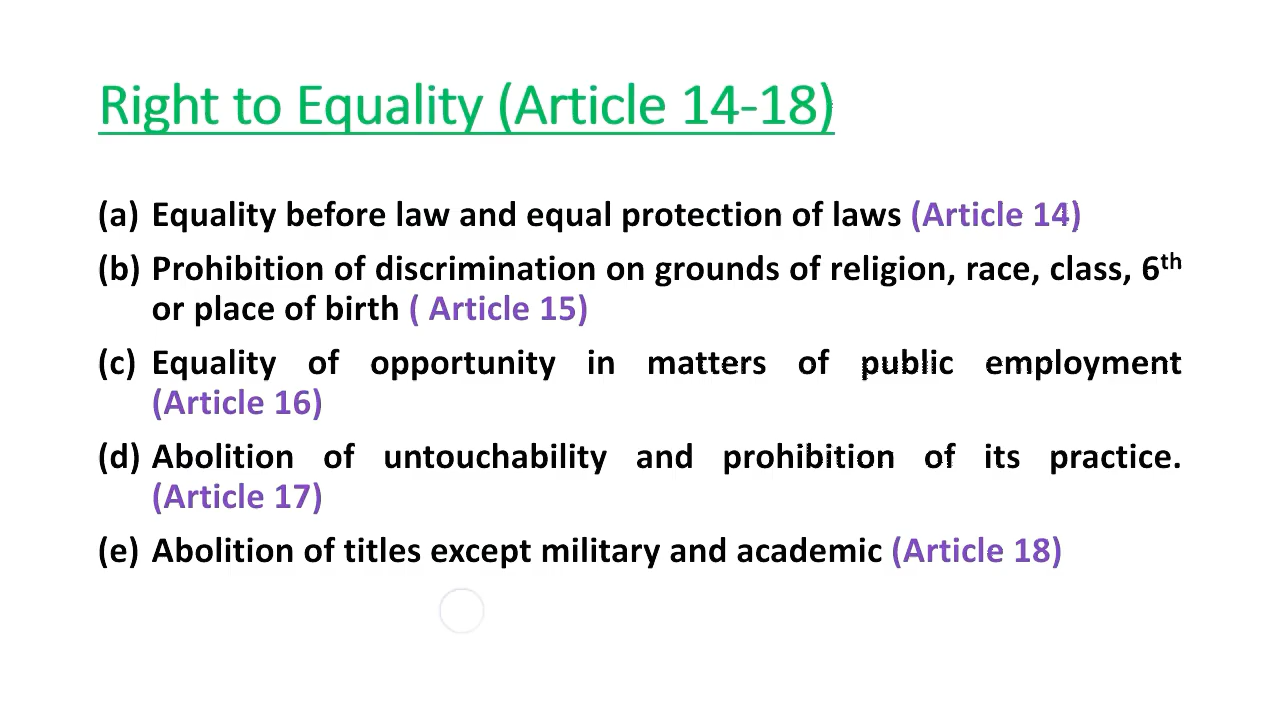 Right to Equality (Article 14-18)
(a) Equality before law and equal protection of laws (Article 14)
(b) Prohibition of discrimination on grounds of religion, race, class, 6th
or place of birth ( Article 15)
(c) Equality of opportunity in matters of public employment
(Article 16)
(d) Abolition of untouchability and prohibition of its practice.
(Article 17)
(e) Abolition of titles except military and academic (Article 18)